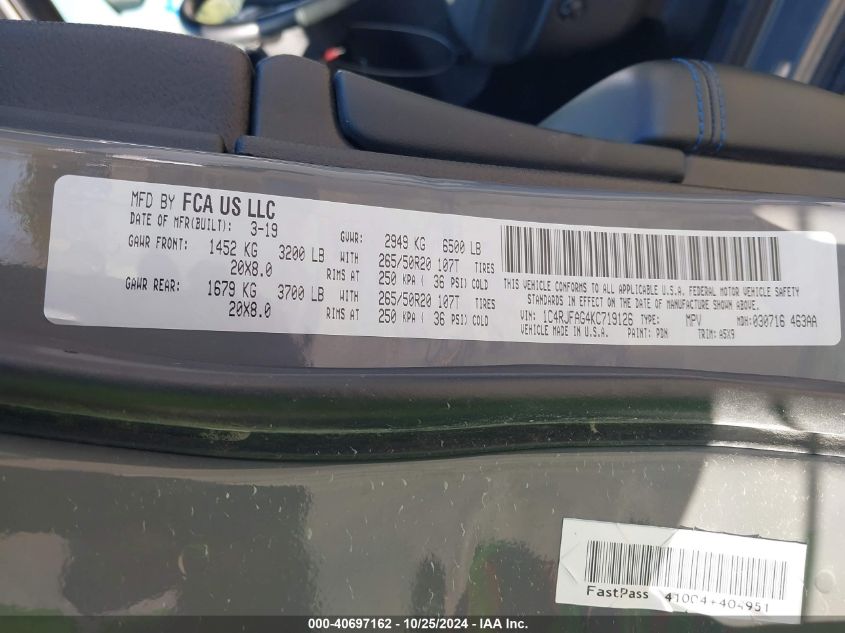 MFD BY FCA US LLC
DATE OF MFR(BUILT): 3-19 GVWR: 2949 KG 6500 LB
GAWR FRONT: 1452 KG 3200 LB WITH 265/50R20 107T TIRES
20X8.0 RIMS AT 250 KPA ( 36 PSI) COLD
GAWR REAR: 1679 KG 3700 LB WITH 265/50R20 107T TIRES
20X8.0 RIMS AT 250 KPA ( 36 PSI) COLD
THIS VEHICLE CONFORMS TO ALL APPLICABLE U.S.A. FEDERAL MOTOR VEHICLE SAFETY
STANDARDS IN EFFECT ON THE DATE OF MANUFACTURE SHOWN ABOVE.
VIN: 1C4RJFAG4KC719126 TYPE: MPV MDH:030716 463AA
VEHICLE MADE IN U.S.A. PAINT: PDN TRIM: A5X9
FastPass 41004+404951
000-40697162 - 10/25/2024 - IAA Inc.